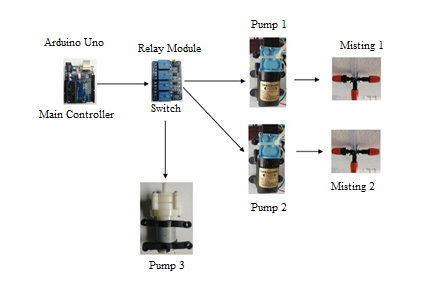 Pump 1
Arduino Uno
Relay Module
Misting 1
Main Controller
Switch
Misting 2
Pump 2
Pump 3